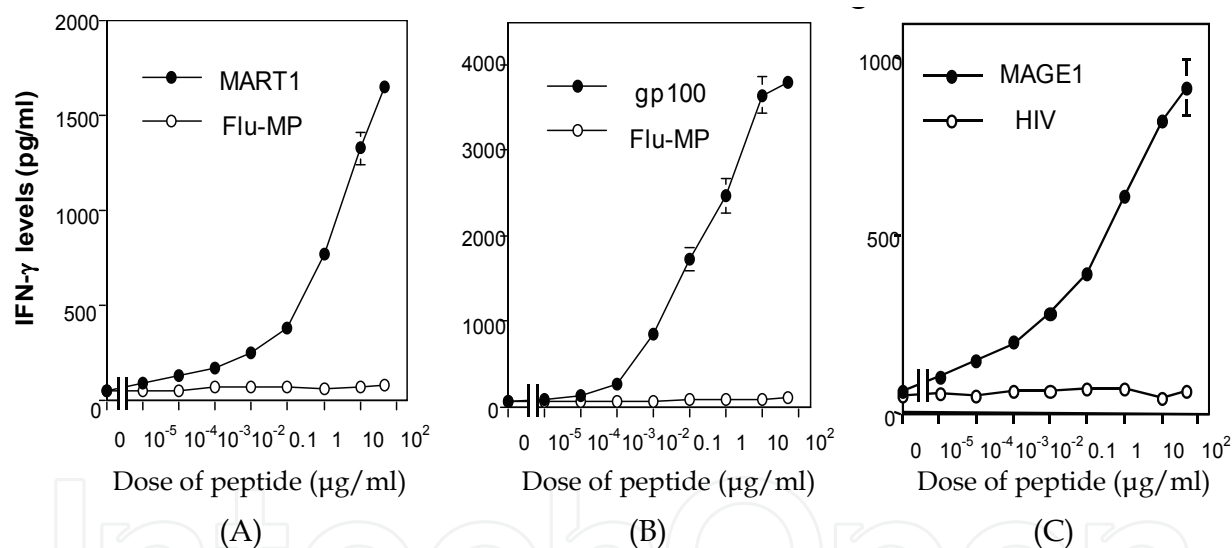 2000
1500
1000
500
0
IFN-γ levels (pg/ml)
MART1
Flu-MP
0 10⁻⁵ 10⁻⁴ 10⁻³ 10⁻² 0.1 1 10 10²
Dose of peptide (µg/ml)
(A)
4000
3000
2000
1000
0
gp100
Flu-MP
0 10⁻⁵ 10⁻⁴ 10⁻³ 10⁻² 0.1 1 10 10²
Dose of peptide (µg/ml)
(B)
1000
500
0
MAGE1
HIV
0 10⁻⁵ 10⁻⁴ 10⁻³ 10⁻² 0.1 1 10 10²
Dose of peptide (µg/ml)
(C)
IntechOpen